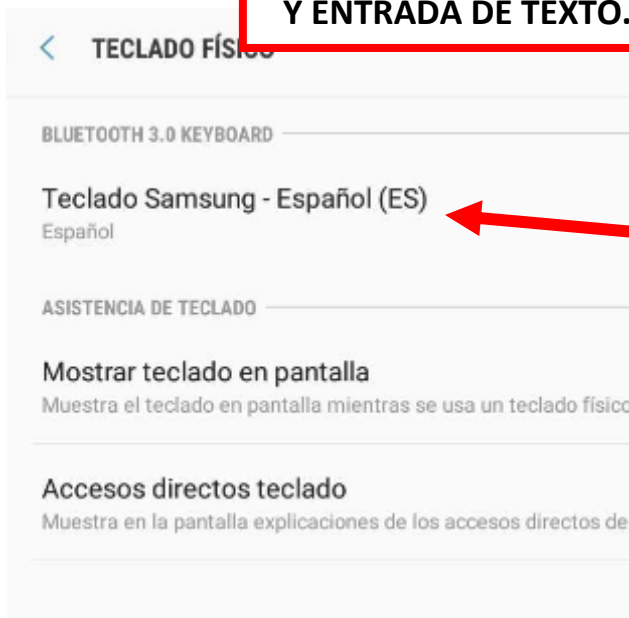 Y ENTRADA DE TEXTO.
TECLADO FÍSICO
BLUETOOTH 3.0 KEYBOARD
Teclado Samsung - Español (ES)
Español
ASISTENCIA DE TECLADO
Mostrar teclado en pantalla
Muestra el teclado en pantalla mientras se usa un teclado físico
Accesos directos teclado
Muestra en la pantalla explicaciones de los accesos directos de